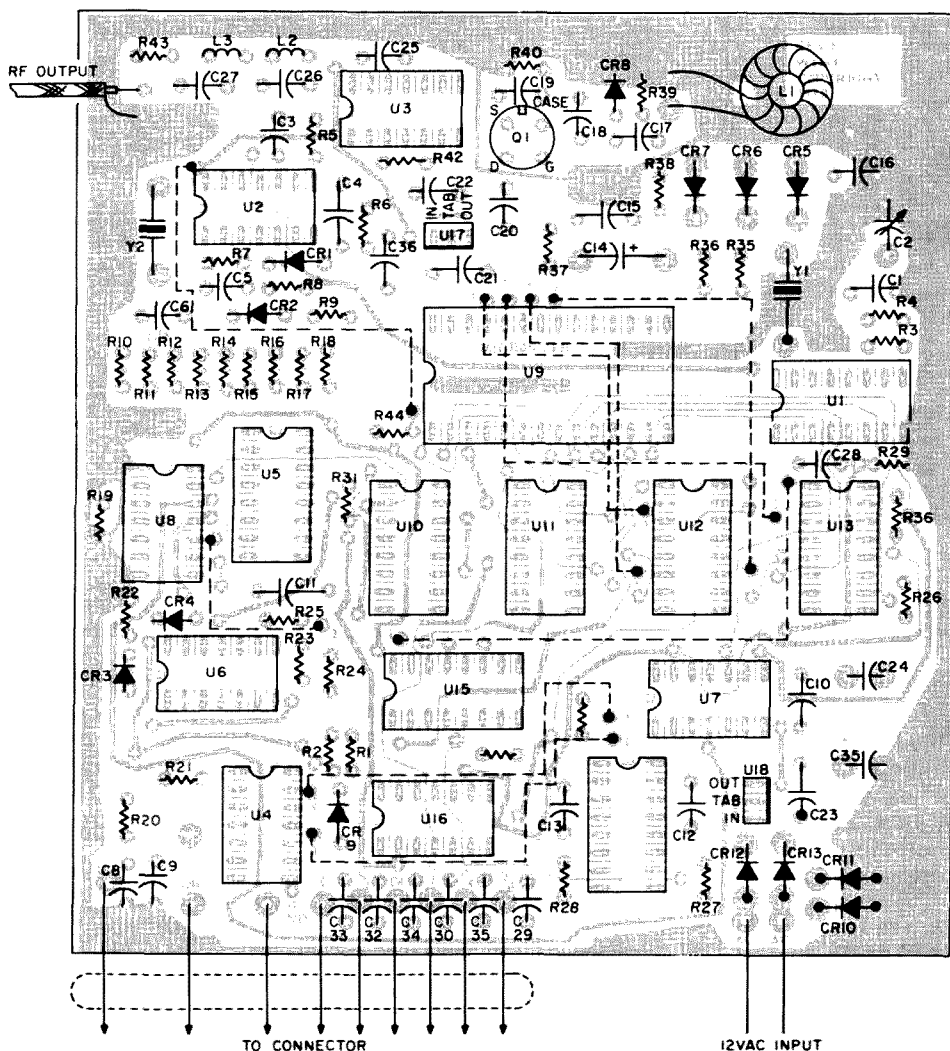 R43
L3
L2
C25
R40
RF OUTPUT
C27
C26
U3
C19
CASE
S
Q1
D
G
C18
CR8
R39
C17
L1
C3
R5
R42
R38
CR7
CR6
CR5
C16
U2
C4
R6
C22
IN
TAB
OUT
U17
C20
C15
C2
Y2
R7
CR1
C36
C21
R37
C14
+
R36
R35
Y1
C1
C5
R8
R4
C6
CR2
R9
R3
R10
R12
R14
R16
R18
R11
R13
R15
R17
U9
U1
R44
C28
R29
R19
U8
U5
R31
U10
U11
U12
U13
R36
R22
CR4
C11
R25
R26
R23
CR3
U6
R24
U15
U7
C10
C24
R2
R1
R21
U18
OUT
TAB
IN
C35
R20
U4
CR
9
U16
C13
C12
C23
C8
C9
R28
R27
CR12
CR13
CR11
CR10
C
33
C
32
C
34
C
30
C
35
C
29
TO CONNECTOR
12VAC INPUT